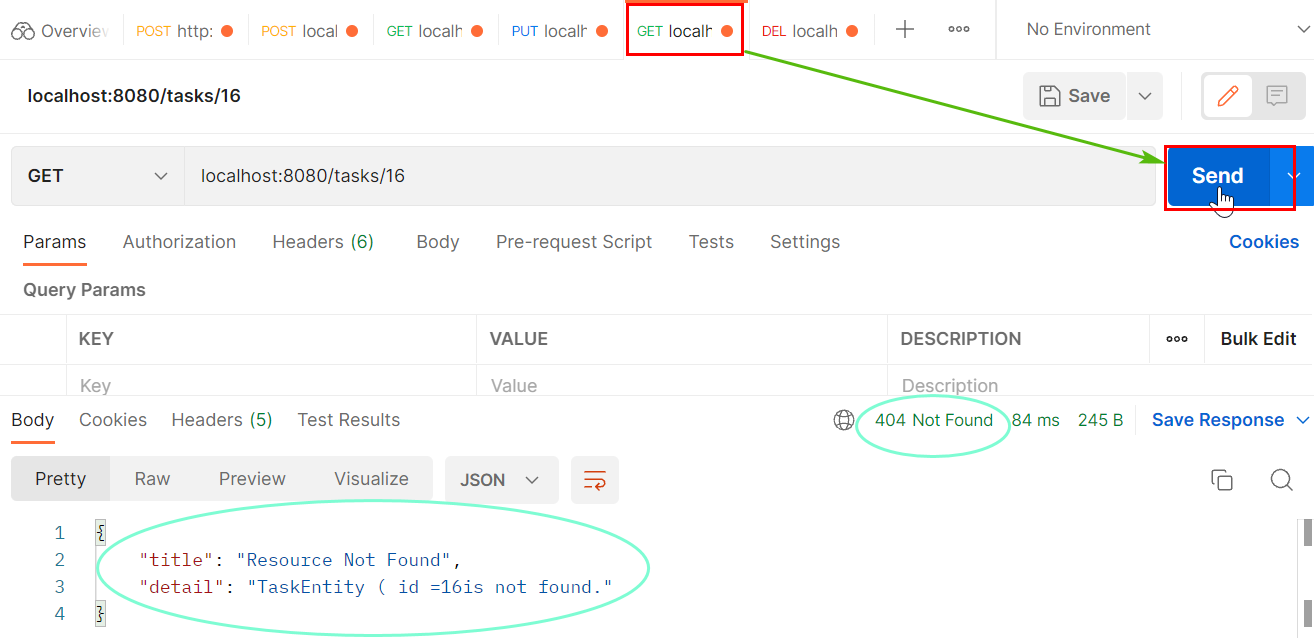 Overview POST http: POST local GET localh PUT localh GET localh DEL localh No Environment
localhost:8080/tasks/16 Save
GET localhost:8080/tasks/16 Send
Params Authorization Headers (6) Body Pre-request Script Tests Settings Cookies
Query Params
KEY VALUE DESCRIPTION Bulk Edit
Key Value Description
Body Cookies Headers (5) Test Results 404 Not Found 84 ms 245 B Save Response
Pretty Raw Preview Visualize JSON
1 {
2 "title": "Resource Not Found",
3 "detail": "TaskEntity ( id =16is not found."
4 }